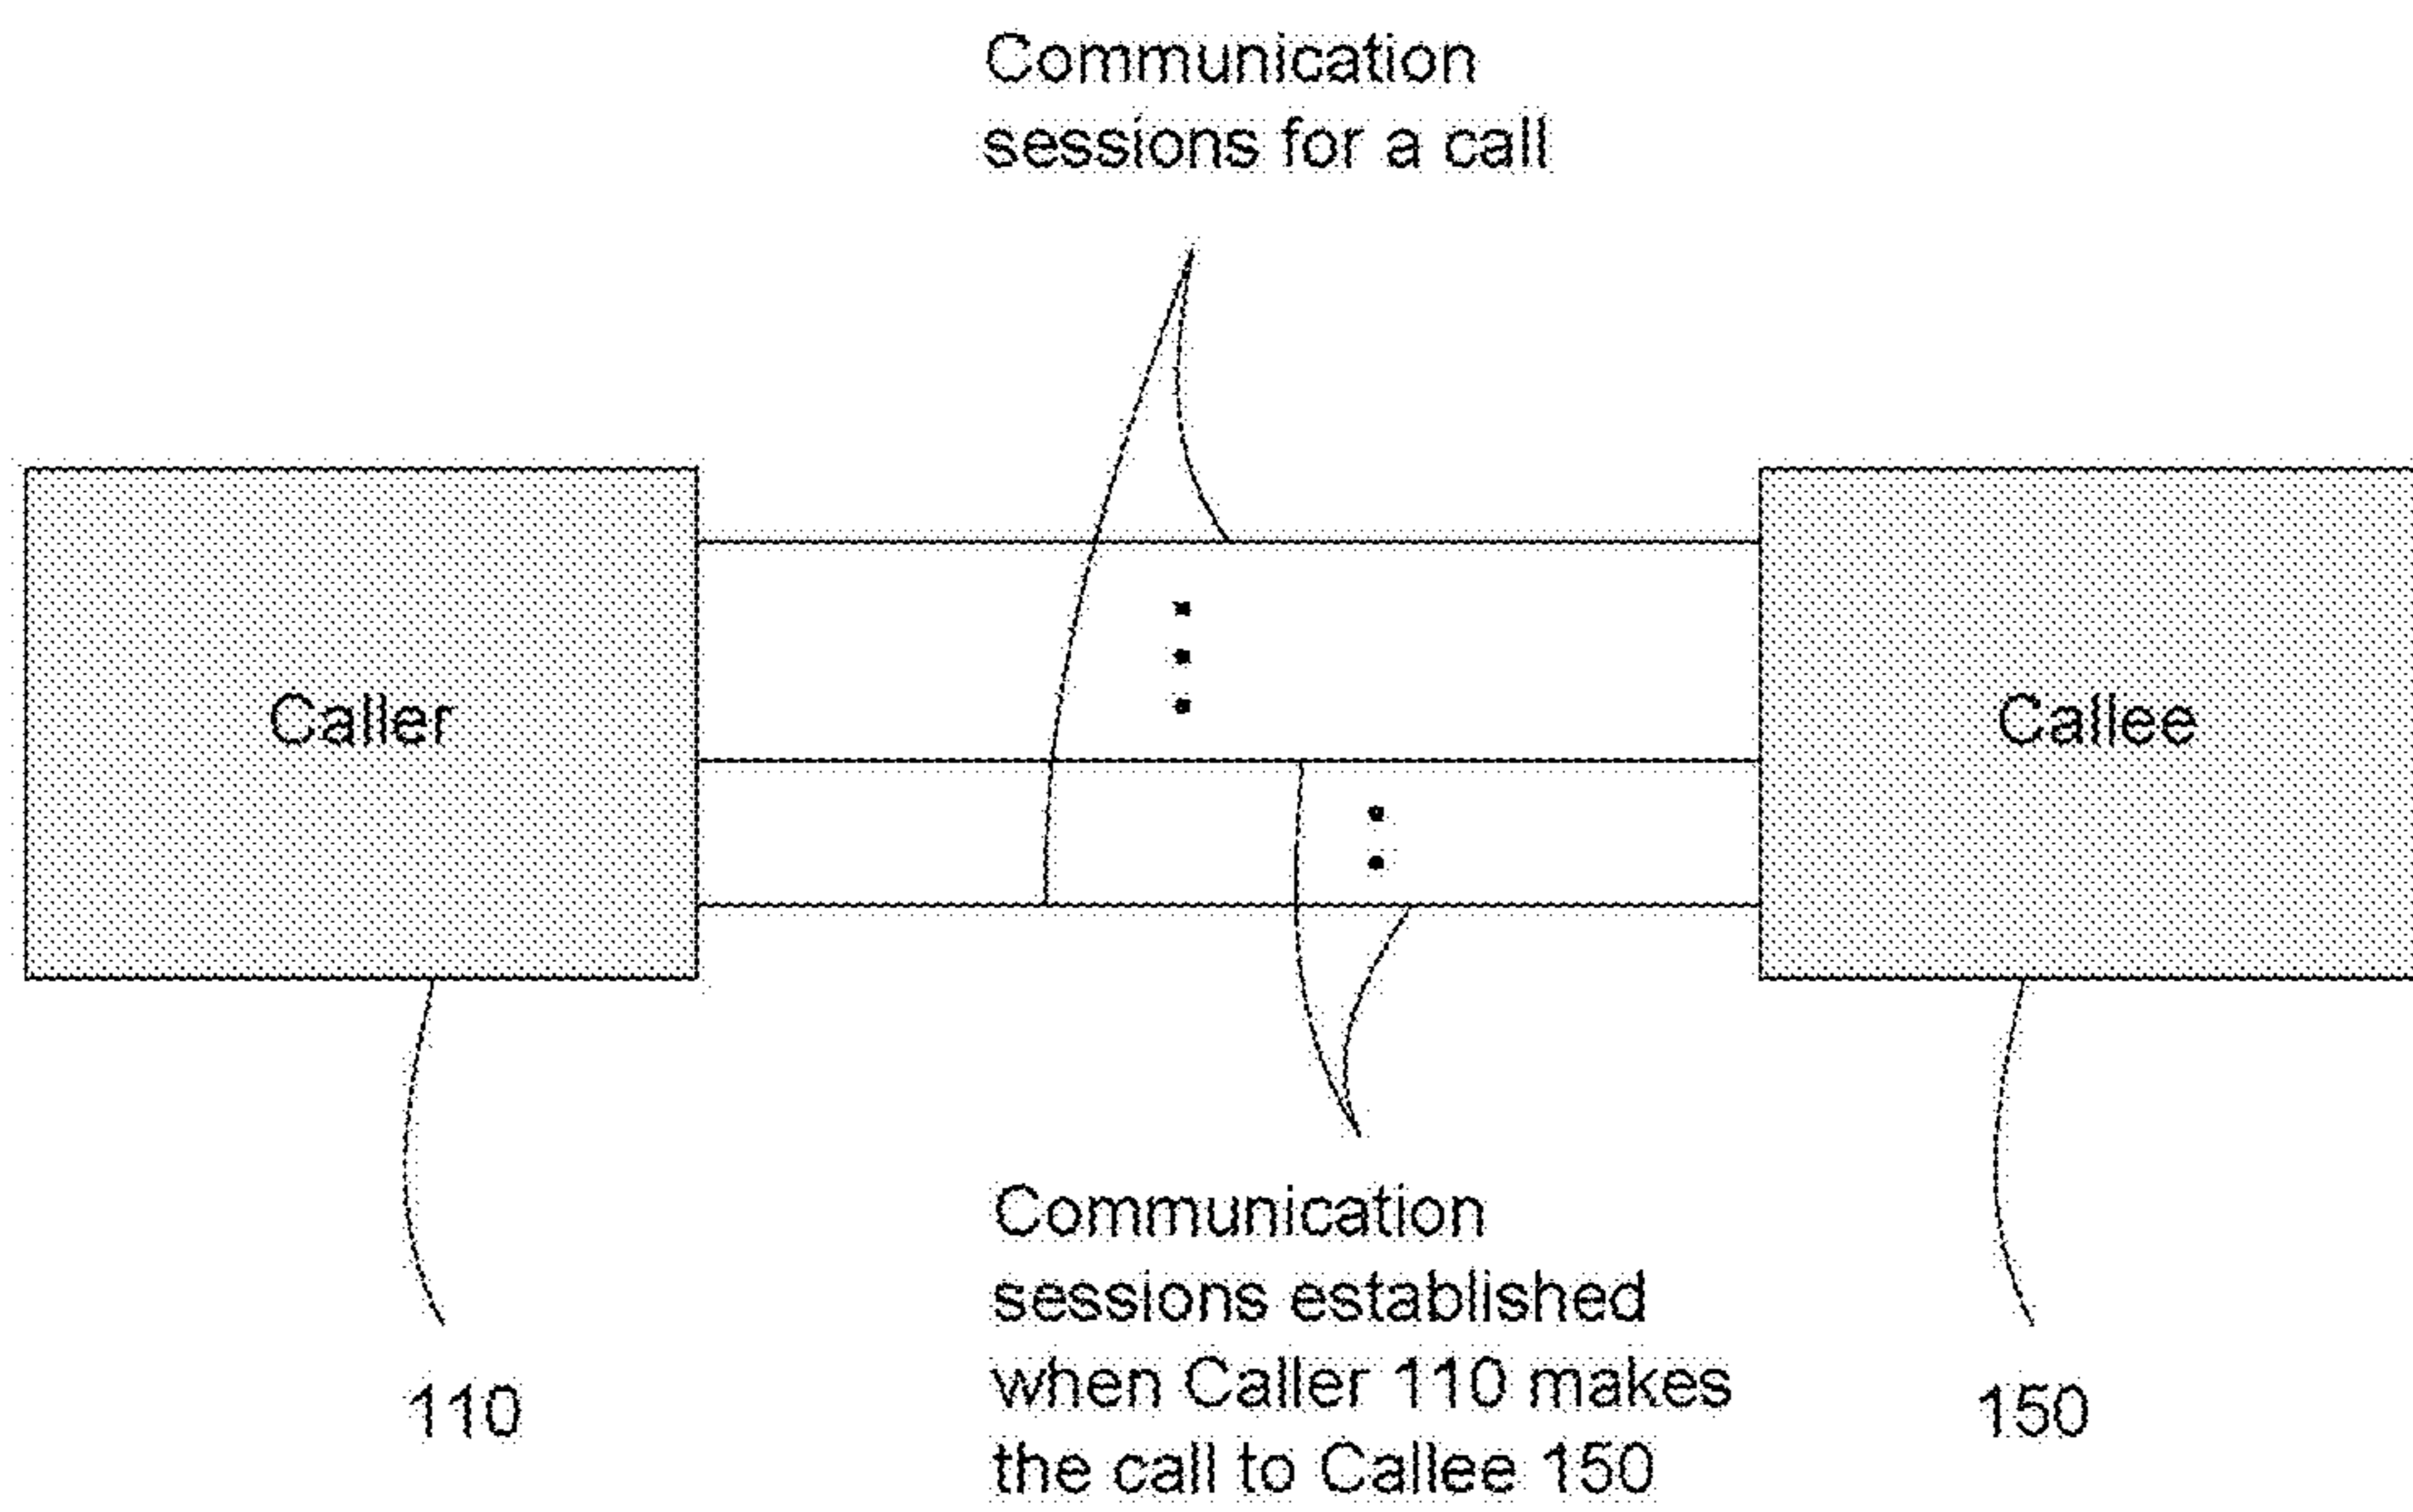 Communication
sessions for a call
Caller
Callee
Communication
sessions established
when Caller 110 makes
the call to Callee 150
110
150